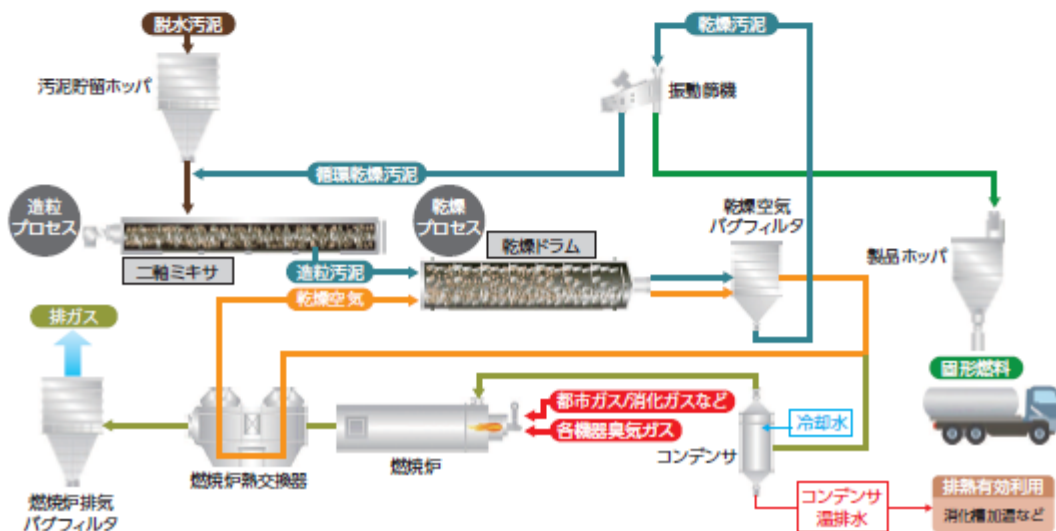 脱水汚泥
汚泥貯留ホッパ
乾燥汚泥
振動篩機
循環乾燥汚泥
造粒
プロセス
二軸ミキサ
造粒汚泥
乾燥空気
乾燥
プロセス
乾燥ドラム
乾燥空気
バグフィルタ
製品ホッパ
固形燃料
排ガス
燃焼炉排気
バグフィルタ
燃焼炉熱交換器
燃焼炉
都市ガス/消化ガスなど
各機器臭気ガス
冷却水
コンデンサ
コンデンサ
温排水
排熱有効利用
消化槽加温など